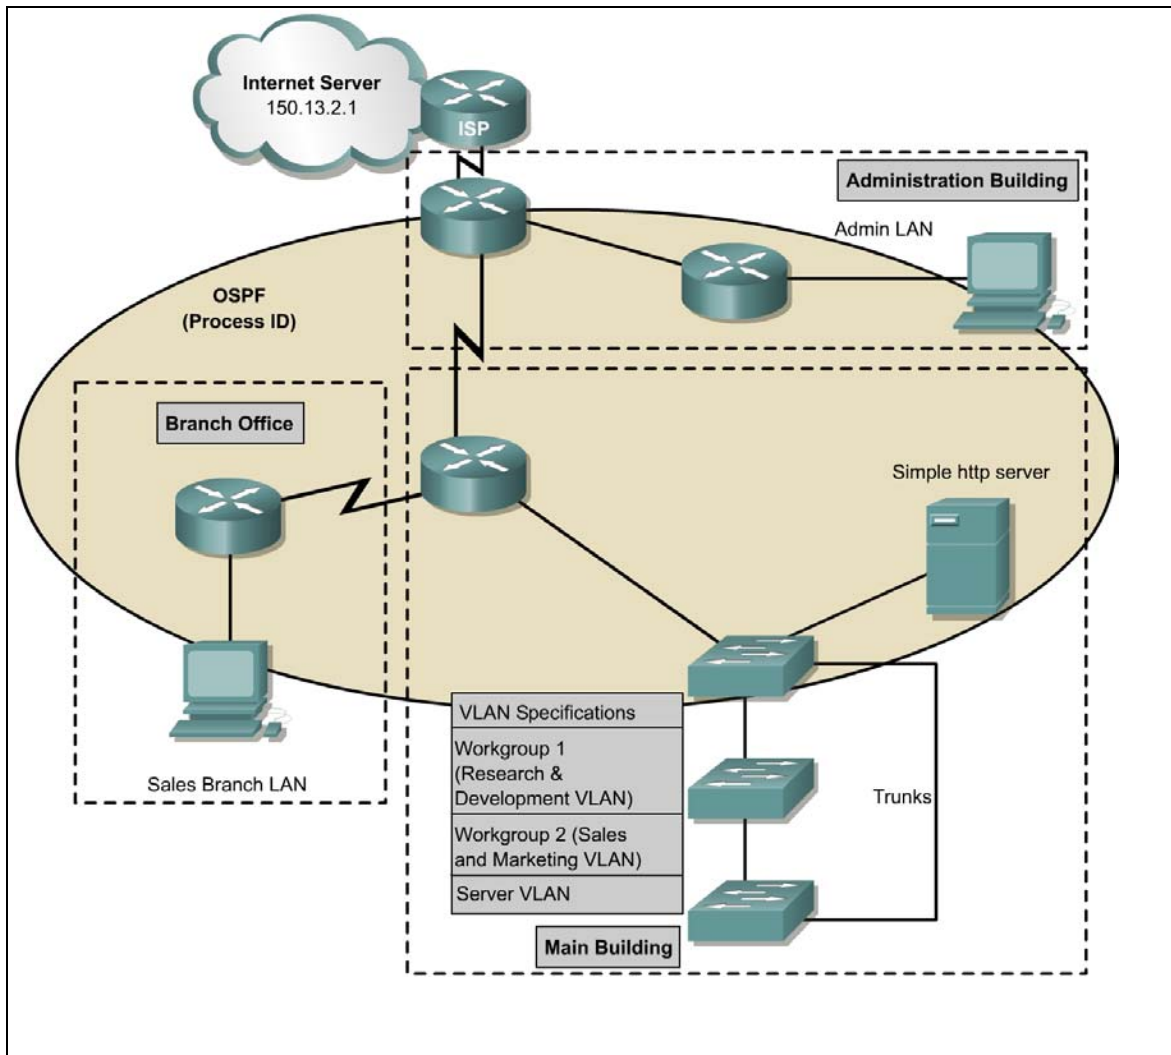 Internet Server
150.13.2.1
ISP
Administration Building
Admin LAN
OSPF
(Process ID)
Branch Office
Simple http server
VLAN Specifications
Workgroup 1
(Research &
Development VLAN)
Workgroup 2 (Sales
and Marketing VLAN)
Server VLAN
Trunks
Sales Branch LAN
Main Building